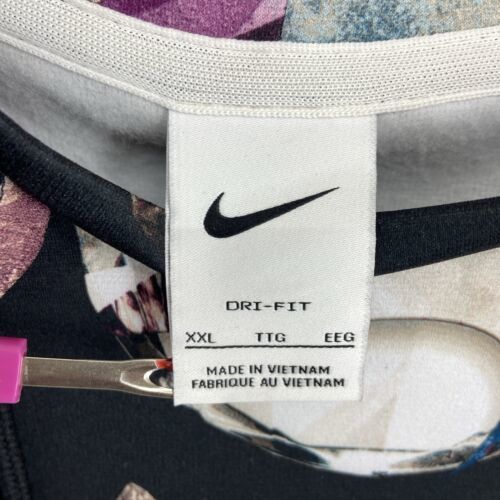 DRI-FIT
XXL TTG EEG
MADE IN VIETNAM
FABRIQUE AU VIETNAM